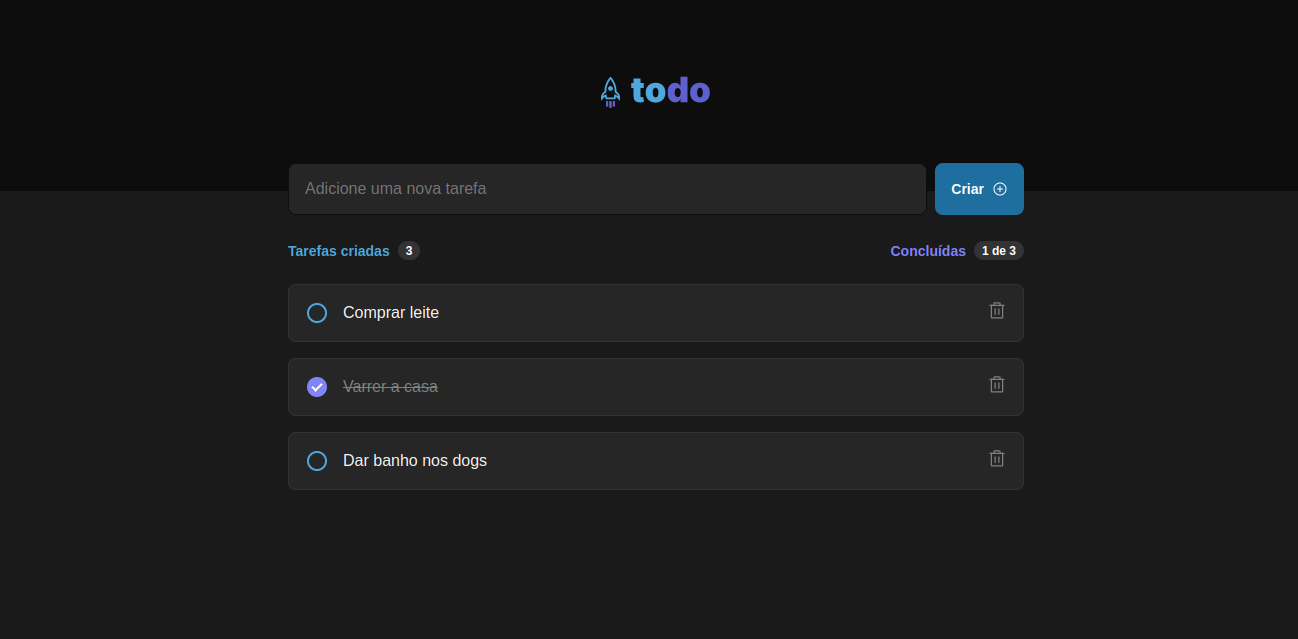 todo
Adicione uma nova tarefa
Criar
Tarefas criadas 3
Concluídas 1 de 3
Comprar leite
Varrer a casa
Dar banho nos dogs